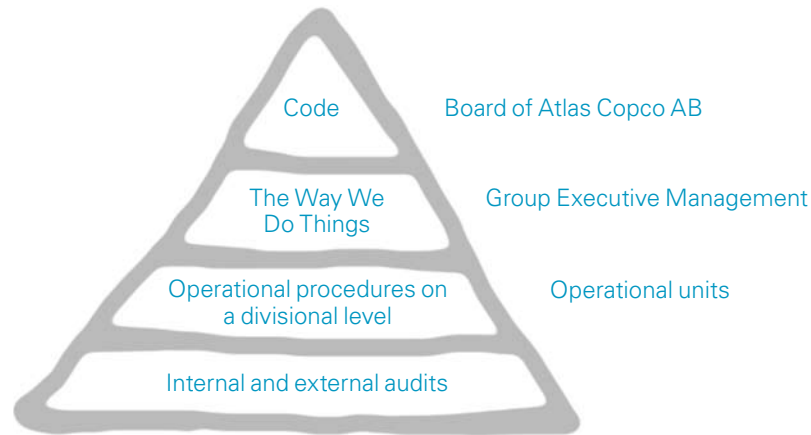 Code
Board of Atlas Copco AB
The Way We
Do Things
Group Executive Management
Operational procedures on
a divisional level
Operational units
Internal and external audits